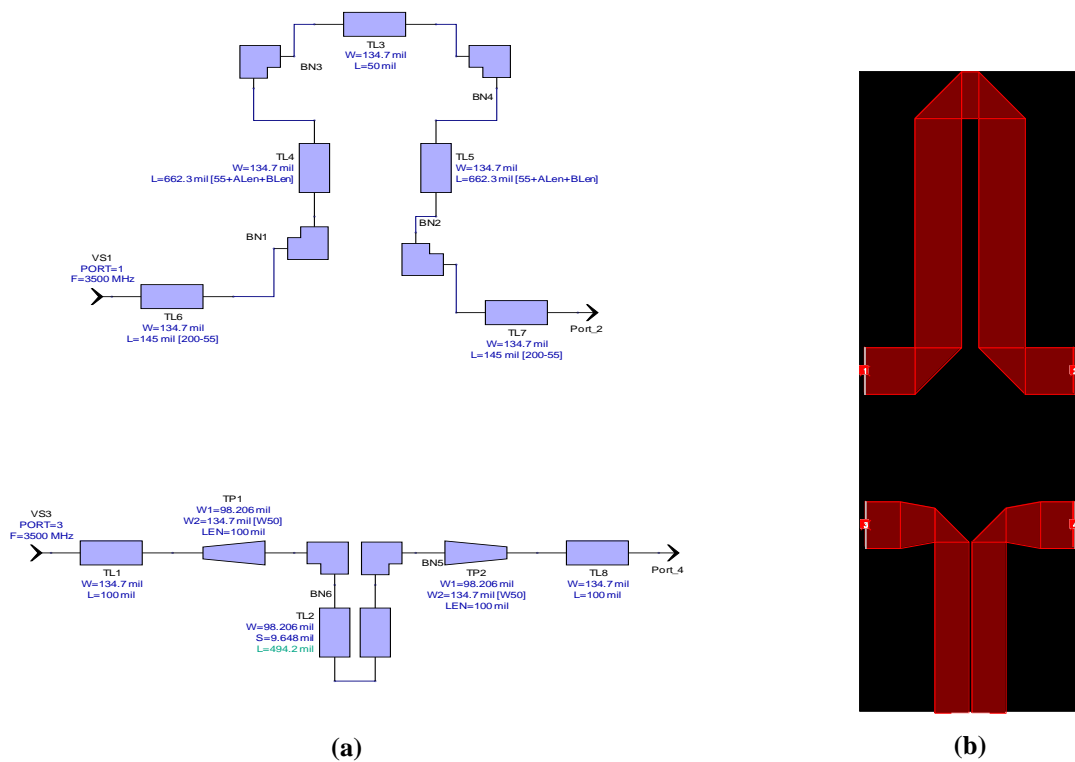 TL3
W=134.7 mil
L=50 mil
BN3
BN4
TL4
W=134.7 mil
L=662.3 mil [55+ALen+BLen]
TL5
W=134.7 mil
L=662.3 mil [55+ALen+BLen]
BN1
BN2
VS1
PORT=1
F=3500 MHz
TL6
W=134.7 mil
L=145 mil [200-55]
TL7
W=134.7 mil
L=145 mil [200-55]
Port_2
1
3
VS3
PORT=3
F=3500 MHz
TL1
W=134.7 mil
L=100 mil
TP1
W1=98.206 mil
W2=134.7 mil [W50]
LEN=100 mil
BN6
TL2
W=98.206 mil
S=9.648 mil
L=494.2 mil
BN5
TP2
W1=98.206 mil
W2=134.7 mil [W50]
LEN=100 mil
TL8
W=134.7 mil
L=100 mil
Port_4
(a)
(b)